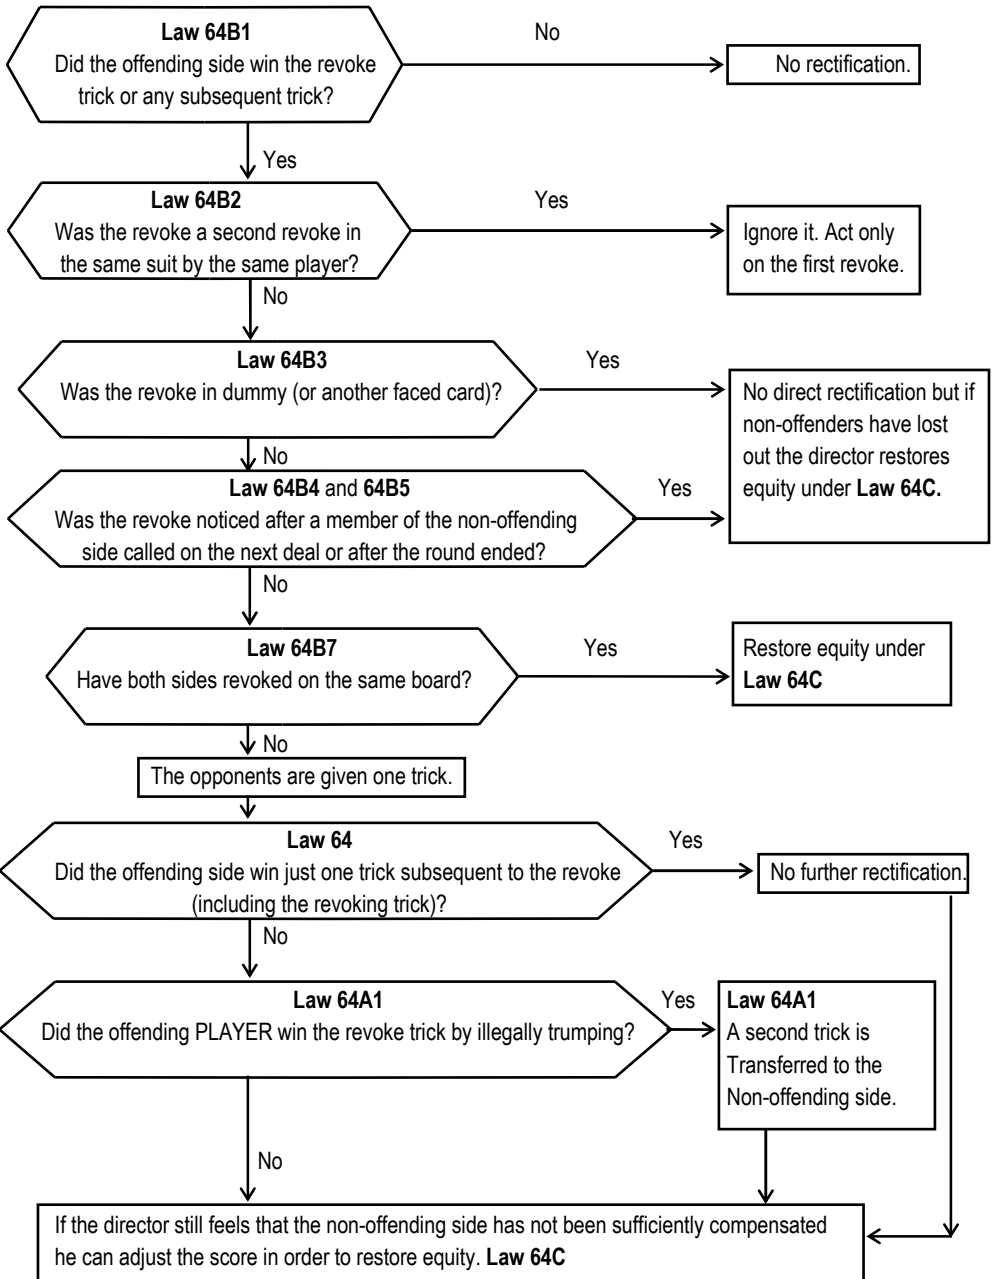 Law 64B1
Did the offending side win the revoke
trick or any subsequent trick?
No
No rectification.
Yes
Law 64B2
Was the revoke a second revoke in
the same suit by the same player?
Yes
Ignore it. Act only
on the first revoke.
No
Law 64B3
Was the revoke in dummy (or another faced card)?
Yes
No direct rectification but if
non-offenders have lost
out the director restores
equity under Law 64C.
No
Law 64B4 and 64B5
Was the revoke noticed after a member of the non-offending
side called on the next deal or after the round ended?
Yes
No
Law 64B7
Have both sides revoked on the same board?
Yes
Restore equity under
Law 64C
No
The opponents are given one trick.
Law 64
Did the offending side win just one trick subsequent to the revoke
(including the revoking trick)?
Yes
No further rectification.
No
Law 64A1
Did the offending PLAYER win the revoke trick by illegally trumping?
Yes
Law 64A1
A second trick is
Transferred to the
Non-offending side.
No
If the director still feels that the non-offending side has not been sufficiently compensated
he can adjust the score in order to restore equity. Law 64C